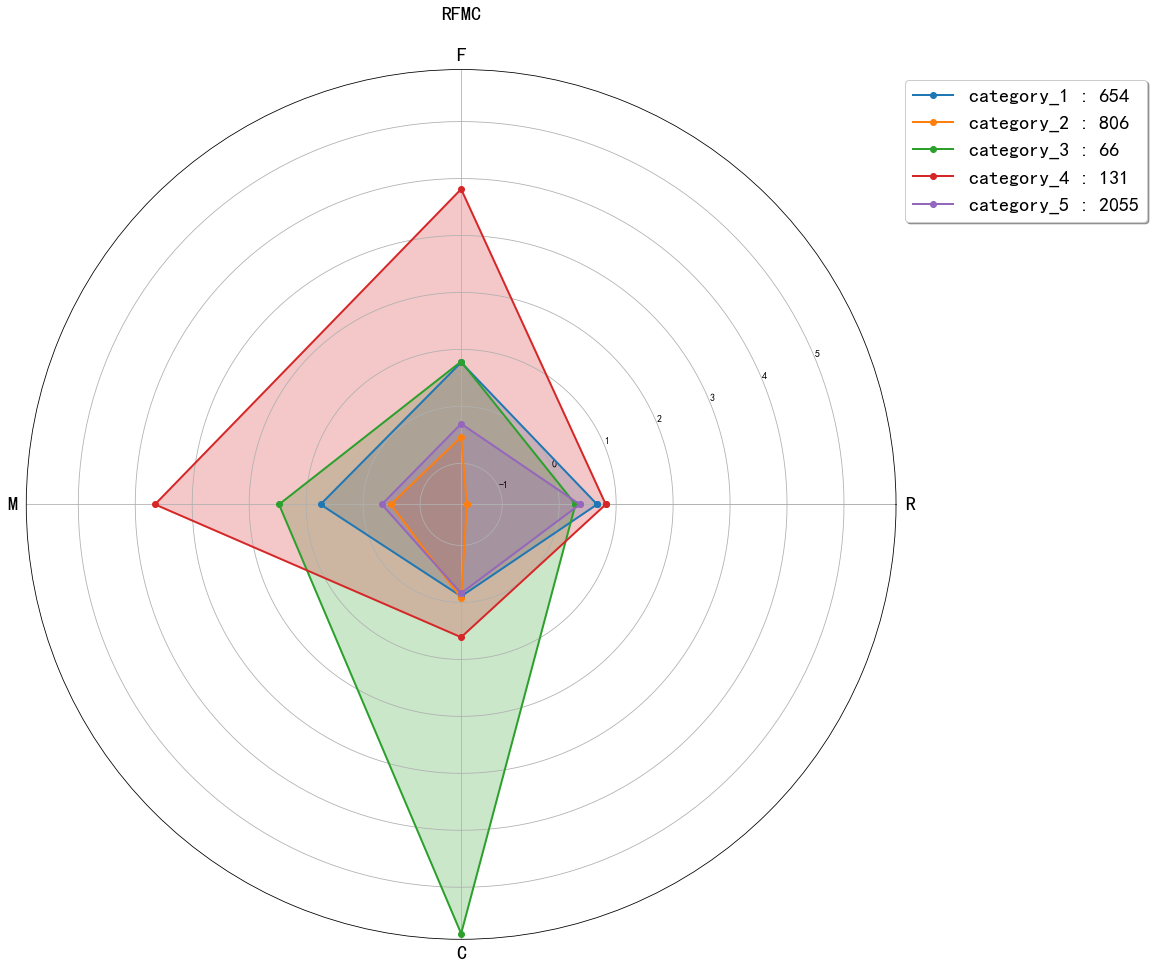 RFMC
F
category_1 : 654
category_2 : 806
category_3 : 66
category_4 : 131
category_5 : 2055
5
4
3
2
1
0
−1
M
R
C